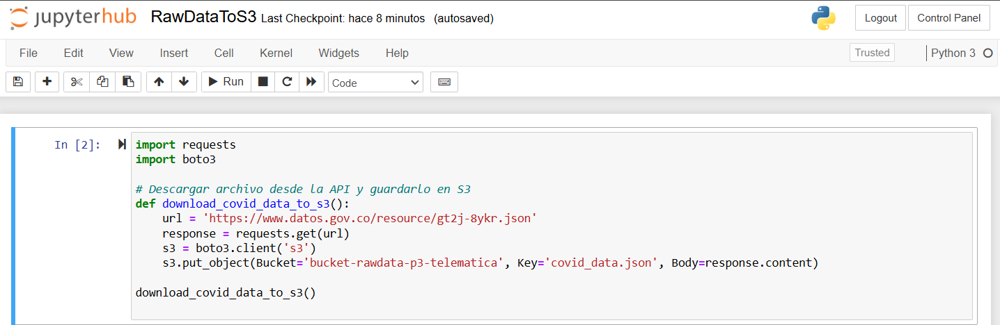 jupyterhub RawDataToS3 Last Checkpoint: hace 8 minutos (autosaved) Logout Control Panel
File Edit View Insert Cell Kernel Widgets Help Trusted Python 3
Run Code
In [2]: import requests
import boto3
# Descargar archivo desde la API y guardarlo en S3
def download_covid_data_to_s3():
    url = 'https://www.datos.gov.co/resource/gt2j-8ykr.json'
    response = requests.get(url)
    s3 = boto3.client('s3')
    s3.put_object(Bucket='bucket-rawdata-p3-telematica', Key='covid_data.json', Body=response.content)
download_covid_data_to_s3()